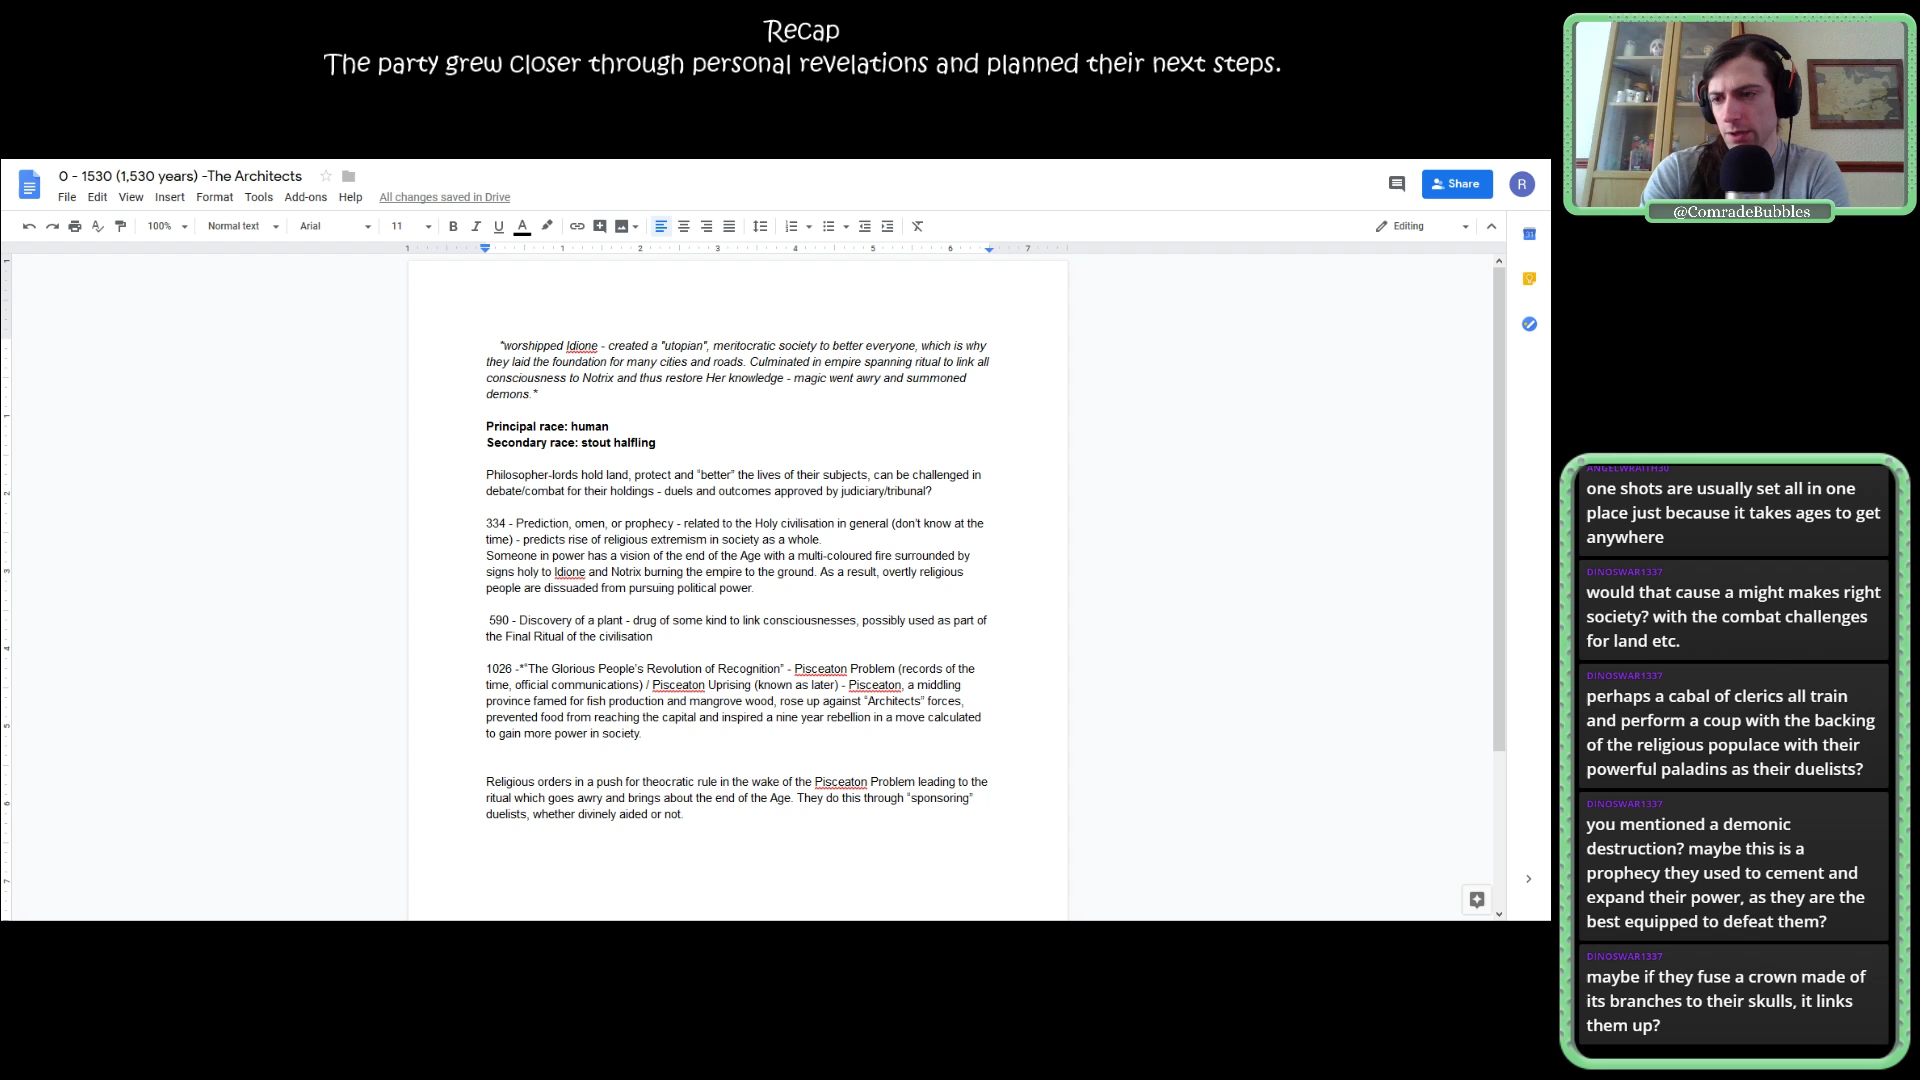 Recap
The party grew closer through personal revelations and planned their next steps.
0 - 1530 (1,530 years) -The Architects
File Edit View Insert Format Tools Add-ons Help All changes saved in Drive
Share
R
100% Normal text Arial 11 B I U A Editing
1 1 2 3 4 5 6 7
*worshipped Idione - created a "utopian", meritocratic society to better everyone, which is why
they laid the foundation for many cities and roads. Culminated in empire spanning ritual to link all
consciousness to Notrix and thus restore Her knowledge - magic went awry and summoned
demons.*
Principal race: human
Secondary race: stout halfling
Philosopher-lords hold land, protect and “better” the lives of their subjects, can be challenged in
debate/combat for their holdings - duels and outcomes approved by judiciary/tribunal?
334 - Prediction, omen, or prophecy - related to the Holy civilisation in general (don’t know at the
time) - predicts rise of religious extremism in society as a whole.
Someone in power has a vision of the end of the Age with a multi-coloured fire surrounded by
signs holy to Idione and Notrix burning the empire to the ground. As a result, overtly religious
people are dissuaded from pursuing political power.
590 - Discovery of a plant - drug of some kind to link consciousnesses, possibly used as part of
the Final Ritual of the civilisation
1026 -*“The Glorious People’s Revolution of Recognition” - Pisceaton Problem (records of the
time, official communications) / Pisceaton Uprising (known as later) - Pisceaton, a middling
province famed for fish production and mangrove wood, rose up against “Architects” forces,
prevented food from reaching the capital and inspired a nine year rebellion in a move calculated
to gain more power in society.
Religious orders in a push for theocratic rule in the wake of the Pisceaton Problem leading to the
ritual which goes awry and brings about the end of the Age. They do this through “sponsoring”
duelists, whether divinely aided or not.
@ComradeBubbles
ANGELWRAITH30
one shots are usually set all in one
place just because it takes ages to get
anywhere
DINOSWAR1337
would that cause a might makes right
society? with the combat challenges
for land etc.
DINOSWAR1337
perhaps a cabal of clerics all train
and perform a coup with the backing
of the religious populace with their
powerful paladins as their duelists?
DINOSWAR1337
you mentioned a demonic
destruction? maybe this is a
prophecy they used to cement and
expand their power, as they are the
best equipped to defeat them?
DINOSWAR1337
maybe if they fuse a crown made of
its branches to their skulls, it links
them up?